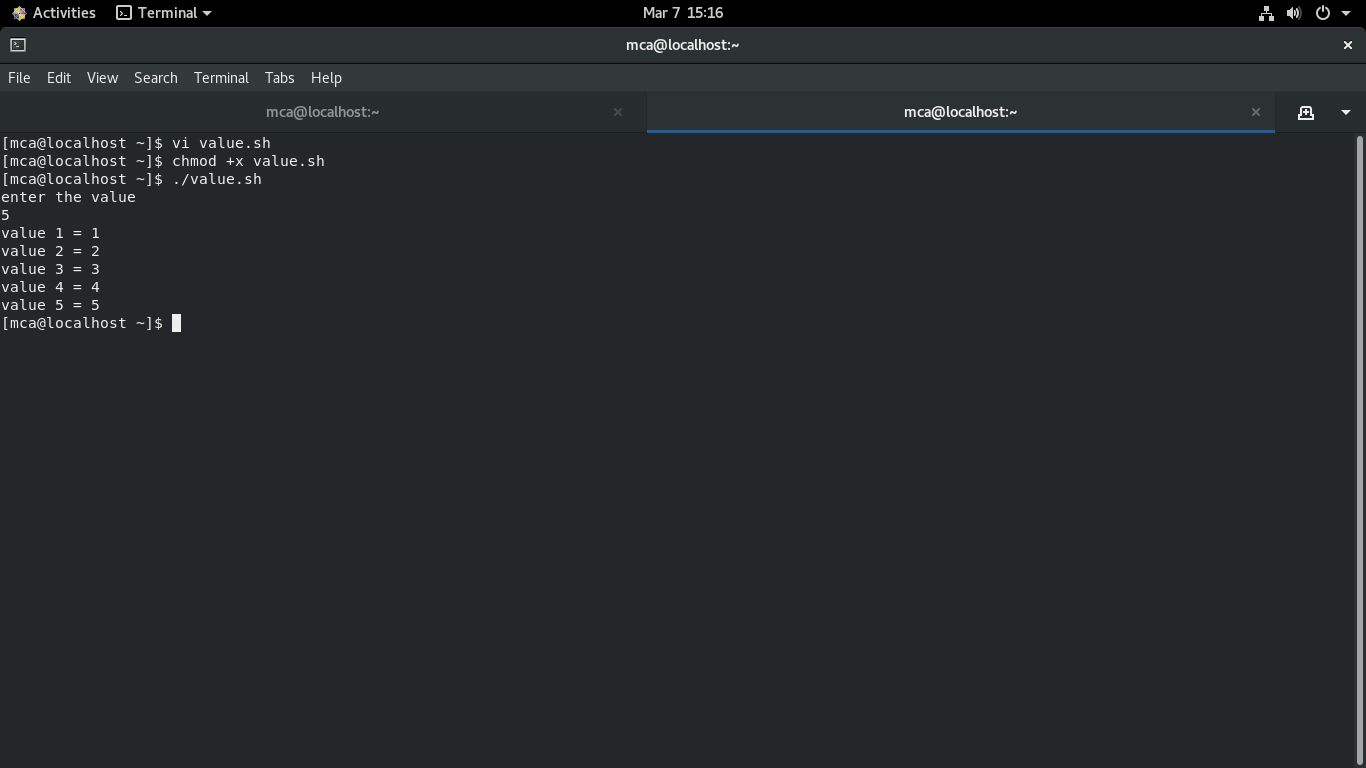 Activities Terminal Mar 7 15:16
mca@localhost:~
File Edit View Search Terminal Tabs Help
mca@localhost:~ mca@localhost:~
[mca@localhost ~]$ vi value.sh
[mca@localhost ~]$ chmod +x value.sh
[mca@localhost ~]$ ./value.sh
enter the value
5
value 1 = 1
value 2 = 2
value 3 = 3
value 4 = 4
value 5 = 5
[mca@localhost ~]$